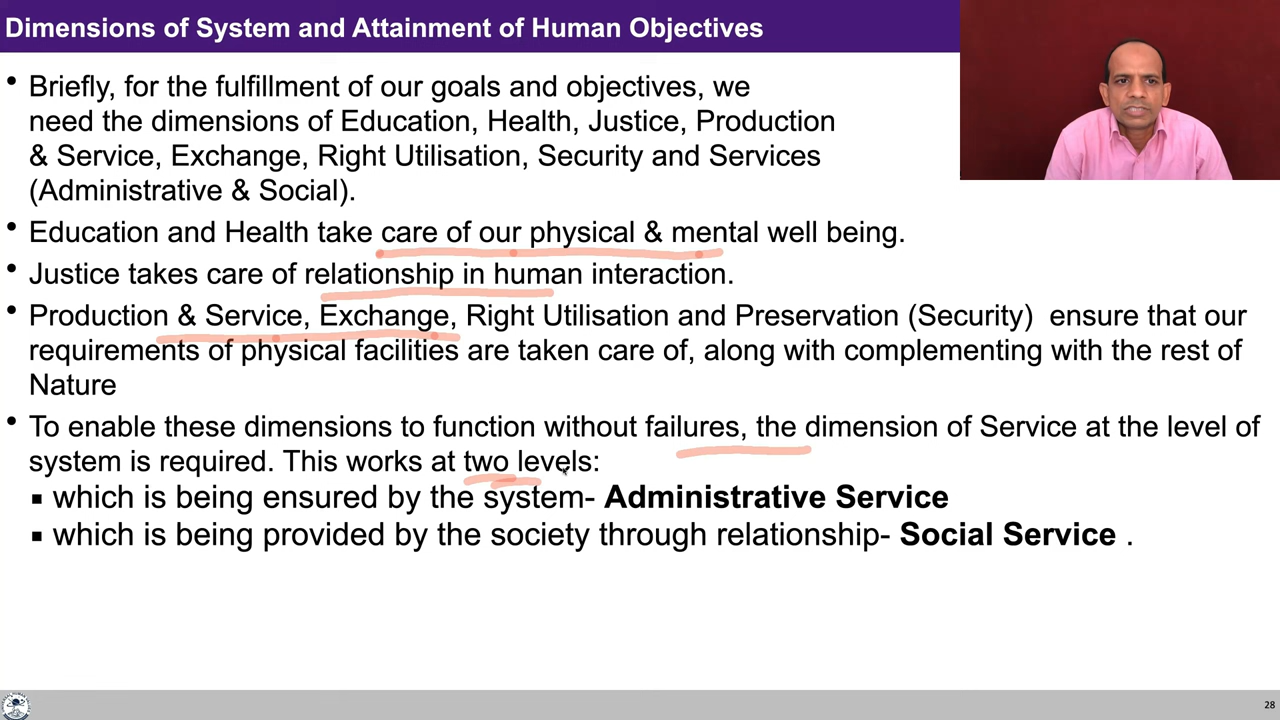 Dimensions of System and Attainment of Human Objectives
• Briefly, for the fulfillment of our goals and objectives, we
need the dimensions of Education, Health, Justice, Production
& Service, Exchange, Right Utilisation, Security and Services
(Administrative & Social).
• Education and Health take care of our physical & mental well being.
• Justice takes care of relationship in human interaction.
• Production & Service, Exchange, Right Utilisation and Preservation (Security) ensure that our
requirements of physical facilities are taken care of, along with complementing with the rest of
Nature
• To enable these dimensions to function without failures, the dimension of Service at the level of
system is required. This works at two levels:
▪ which is being ensured by the system- Administrative Service
▪ which is being provided by the society through relationship- Social Service .
28